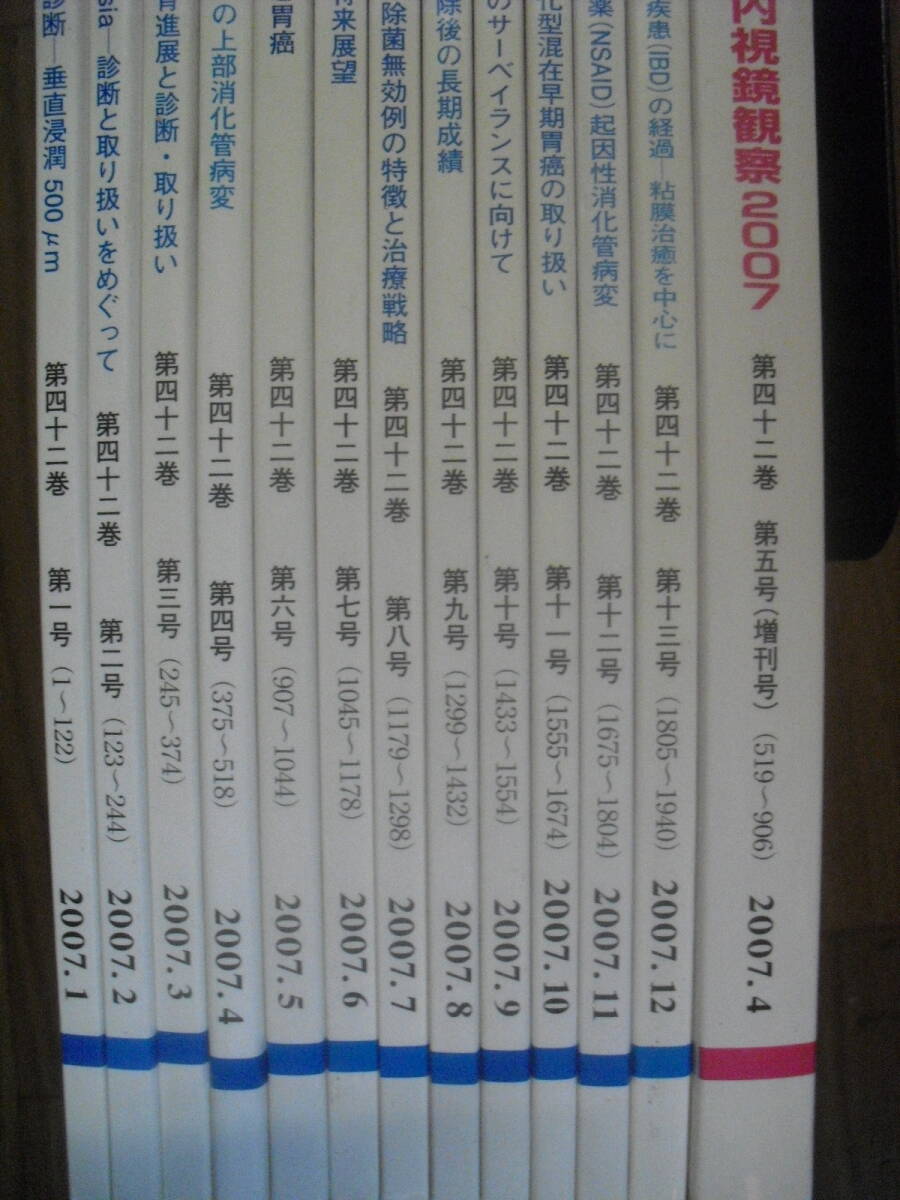 診断―垂直浸潤500μm 第四十二巻 第一号 (1～122) 2007.1
sia―診断と取り扱いをめぐって 第四十二巻 第二号 (123～244) 2007.2
進展と診断・取り扱い 第四十二巻 第三号 (245～374) 2007.3
の上部消化管病変 第四十二巻 第四号 (375～518) 2007.4
胃癌 第四十二巻 第六号 (907～1044) 2007.5
将来展望 第四十二巻 第七号 (1045～1178) 2007.6
除菌無効例の特徴と治療戦略 第四十二巻 第八号 (1179～1298) 2007.7
除後の長期成績 第四十二巻 第九号 (1299～1432) 2007.8
のサーベイランスに向けて 第四十二巻 第十号 (1433～1554) 2007.9
化型混在早期胃癌の取り扱い 第四十二巻 第十一号 (1555～1674) 2007.10
薬(NSAID)起因性消化管病変 第四十二巻 第十二号 (1675～1804) 2007.11
疾患(IBD)の経過―粘膜治癒を中心に 第四十二巻 第十三号 (1805～1940) 2007.12
内視鏡観察2007 第四十二巻 第五号(増刊号) (519～906) 2007.4